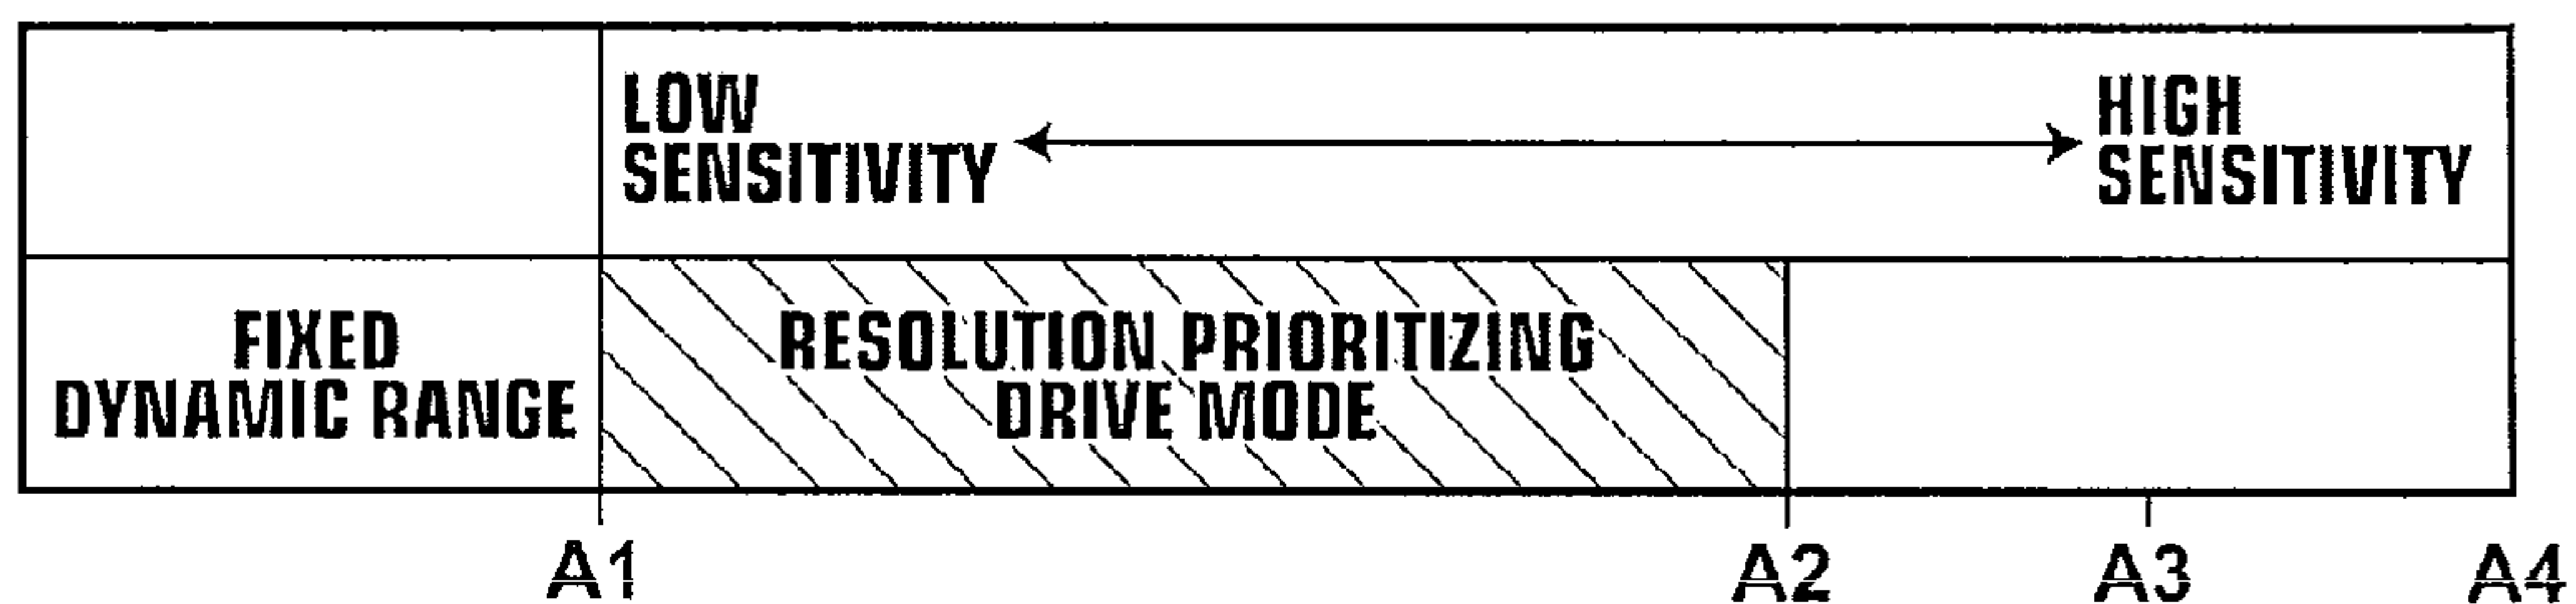 LOW
SENSITIVITY
HIGH
SENSITIVITY
FIXED
DYNAMIC RANGE
RESOLUTION PRIORITIZING
DRIVE MODE
A1
A2
A3
A4